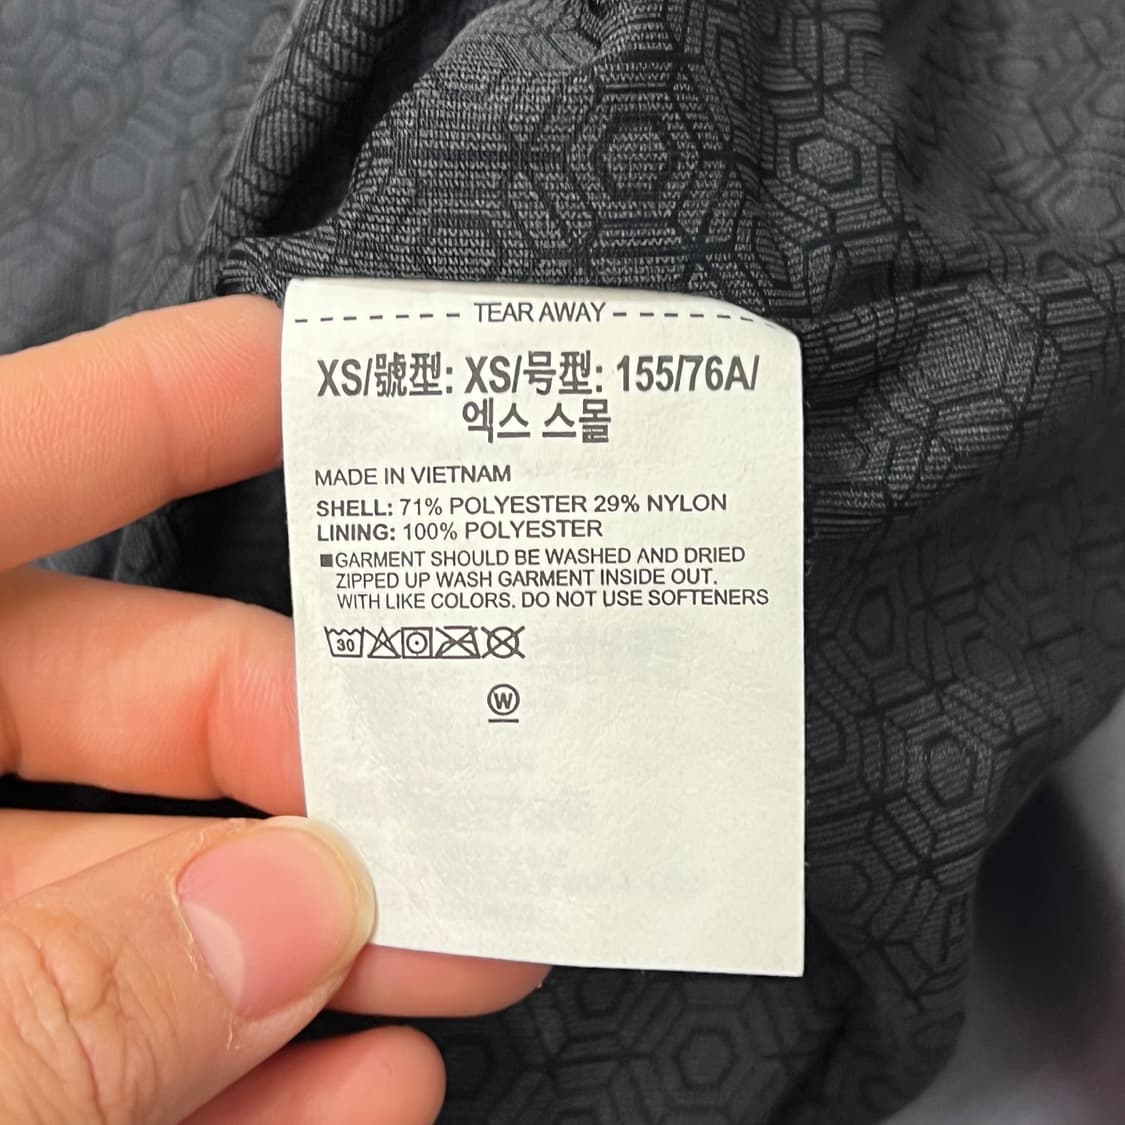 TEAR AWAY
XS/號型: XS/号型: 155/76A/
엑스 스몰
MADE IN VIETNAM
SHELL: 71% POLYESTER 29% NYLON
LINING: 100% POLYESTER
■GARMENT SHOULD BE WASHED AND DRIED
ZIPPED UP WASH GARMENT INSIDE OUT.
WITH LIKE COLORS. DO NOT USE SOFTENERS
30
W